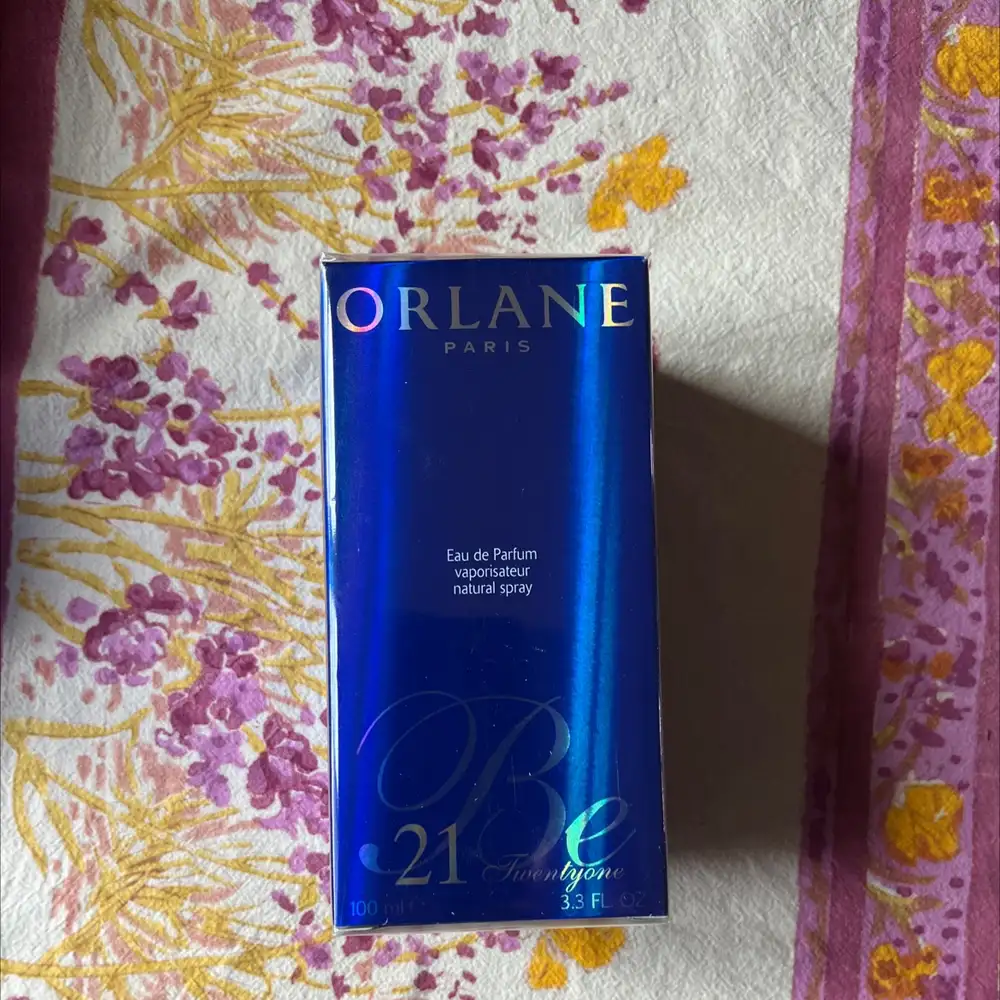 ORLANE
PARIS
Eau de Parfum
vaporisateur
natural spray
Be
21 Twentyone
100 ml 3.3 FL. OZ